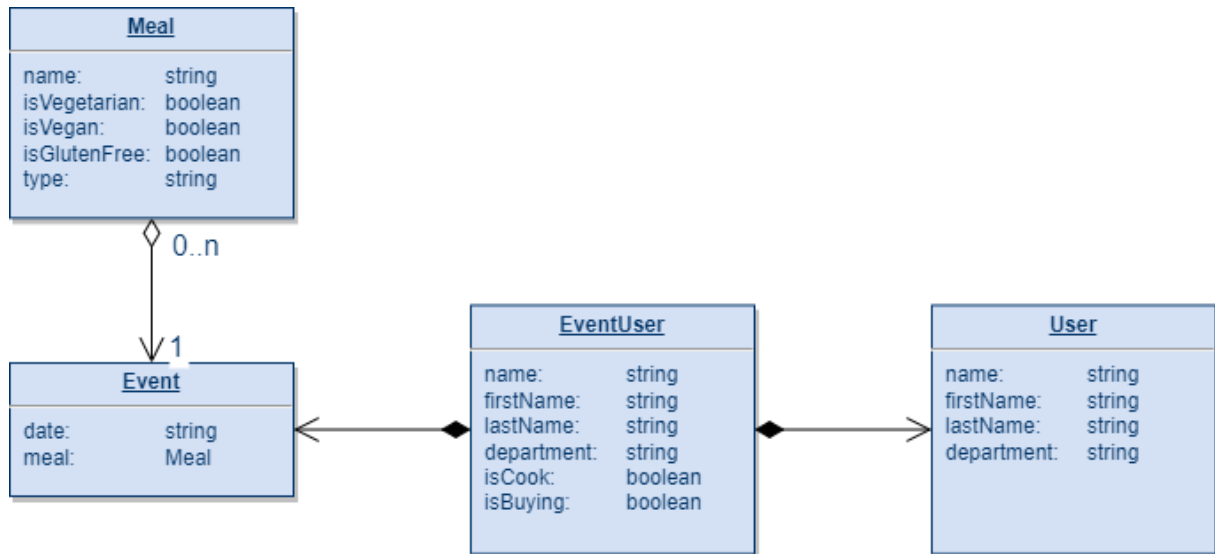 Meal
name: string
isVegetarian: boolean
isVegan: boolean
isGlutenFree: boolean
type: string
0..n
1
Event
date: string
meal: Meal
EventUser
name: string
firstName: string
lastName: string
department: string
isCook: boolean
isBuying: boolean
User
name: string
firstName: string
lastName: string
department: string